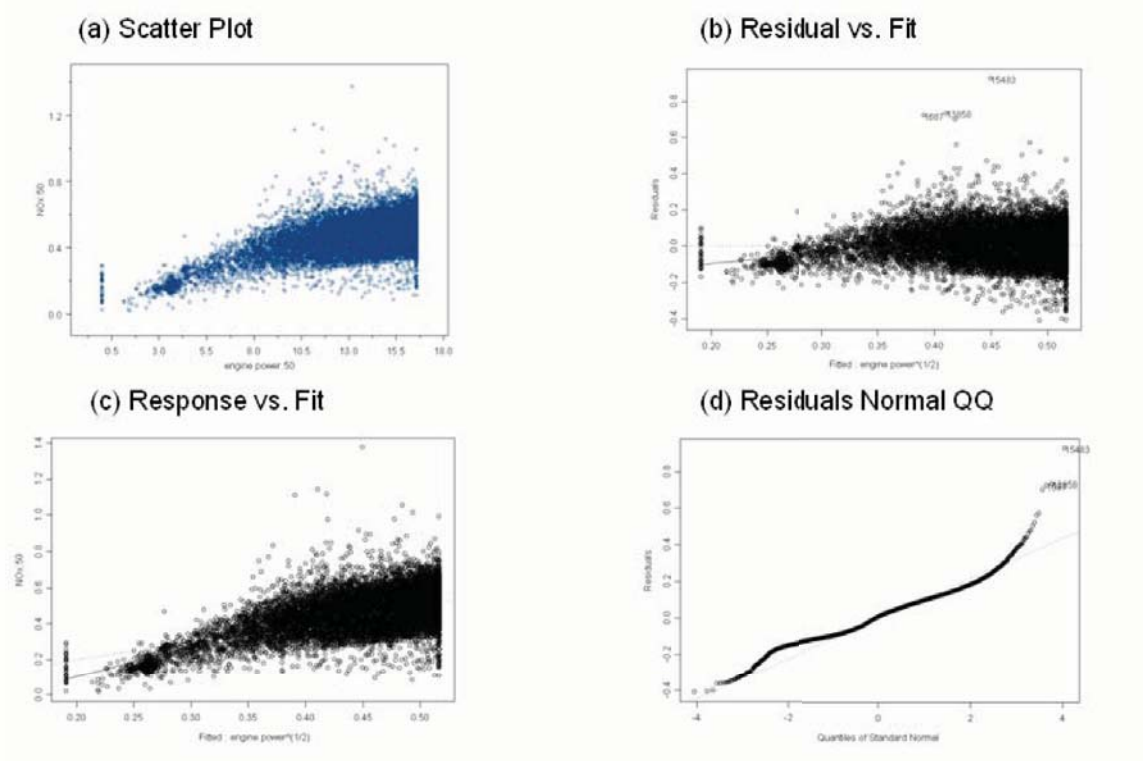 (a) Scatter Plot
NOx 50
1.2
0.8
0.4
0.0
0.5 3.0 5.5 8.0 10.5 13.0 15.5 18.0
engine power 50
(b) Residual vs. Fit
Residuals
0.8
0.6
0.4
0.2
0.0
-0.2
-0.4
15483
0.20 0.25 0.30 0.35 0.40 0.45 0.50
Fitted : engine power^(1/2)
(c) Response vs. Fit
NOx 50
1.4
1.2
1.0
0.8
0.6
0.4
0.2
0.0
0.20 0.25 0.30 0.35 0.40 0.45 0.50
Fitted : engine power^(1/2)
(d) Residuals Normal QQ
Residuals
0.8
0.6
0.4
0.2
0.0
-0.2
-0.4
15483
-4 -2 0 2 4
Quantiles of Standard Normal